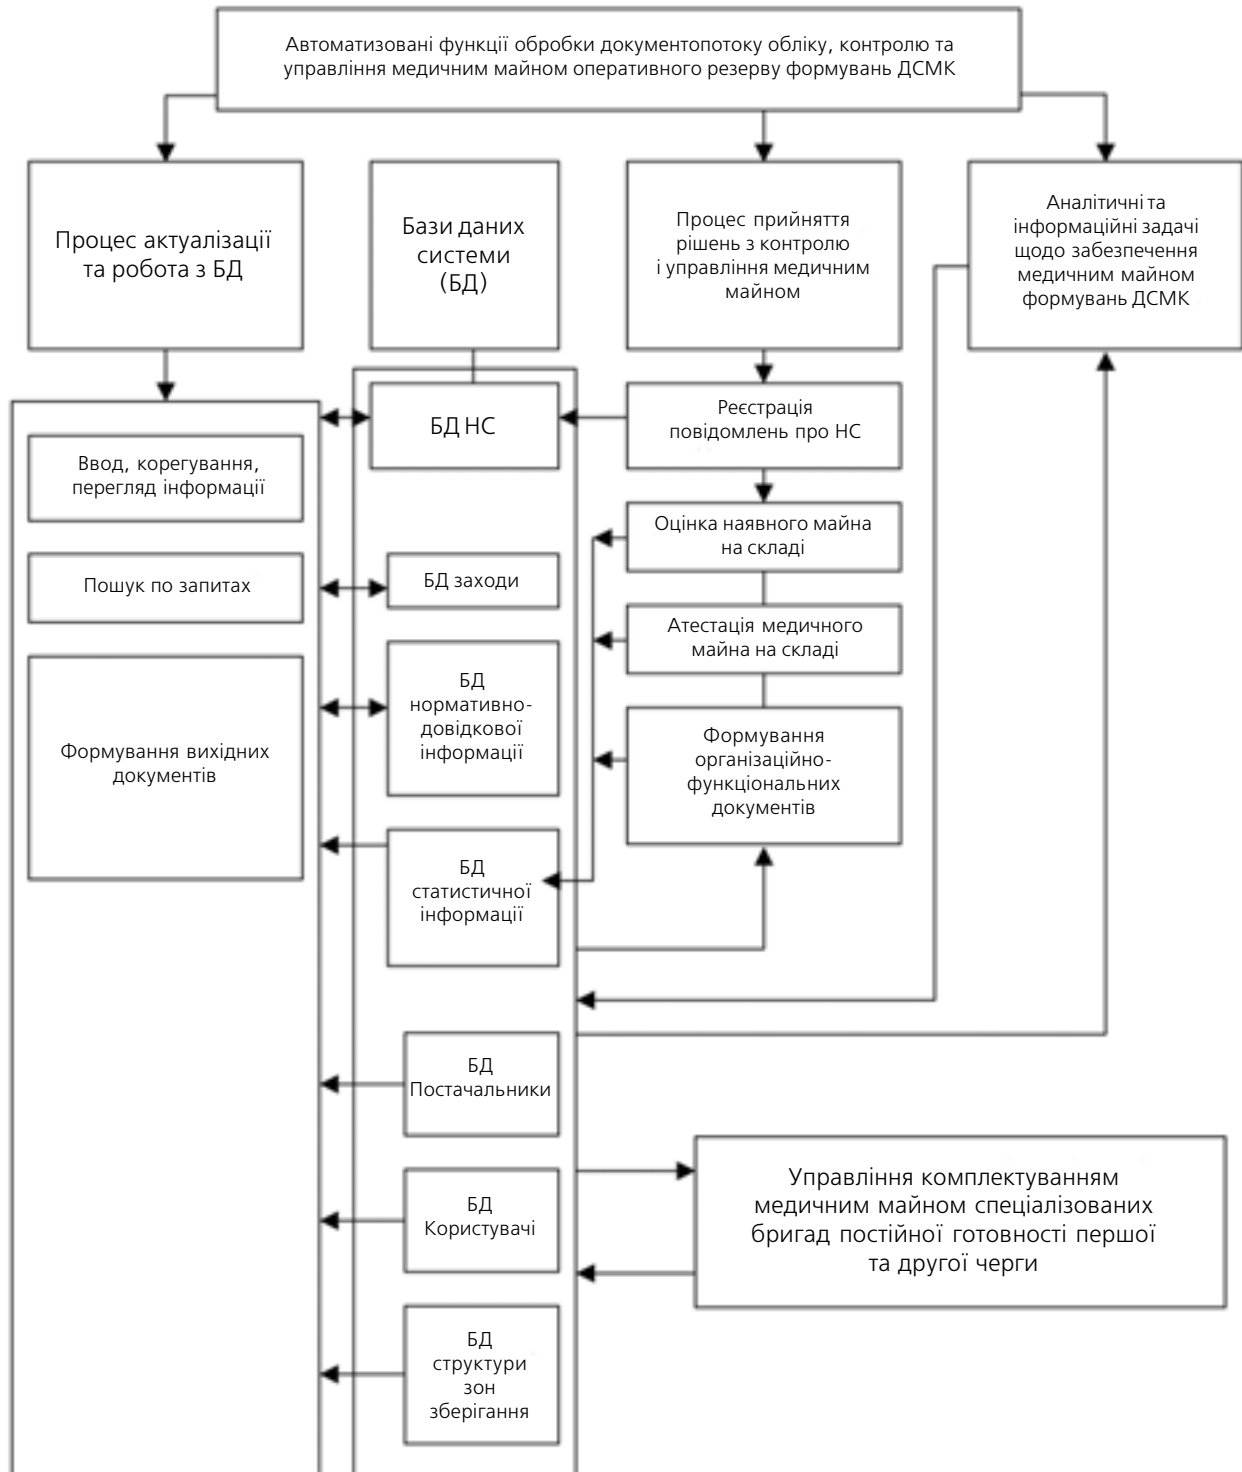 Автоматизовані функції обробки документопотоку обліку, контролю та
управління медичним майном оперативного резерву формувань ДСМК
Процес актуалізації
та робота з БД
Бази даних
системи
(БД)
Процес прийняття
рішень з контролю
і управління медичним
майном
Аналітичні та
інформаційні задачі
щодо забезпечення
медичним майном
формувань ДСМК
Ввод, корегування,
перегляд інформації
Пошук по запитах
Формування вихідних
документів
БД НС
БД заходи
БД
нормативно-
довідкової
інформації
БД
статистичної
інформації
БД
Постачальники
БД
Користувачі
БД
структури
зон
зберігання
Реєстрація
повідомлень про НС
Оцінка наявного майна
на складі
Атестація медичного
майна на складі
Формування
організаційно-
функціональних
документів
Управління комплектуванням
медичним майном спеціалізованих
бригад постійної готовності першої
та другої черги